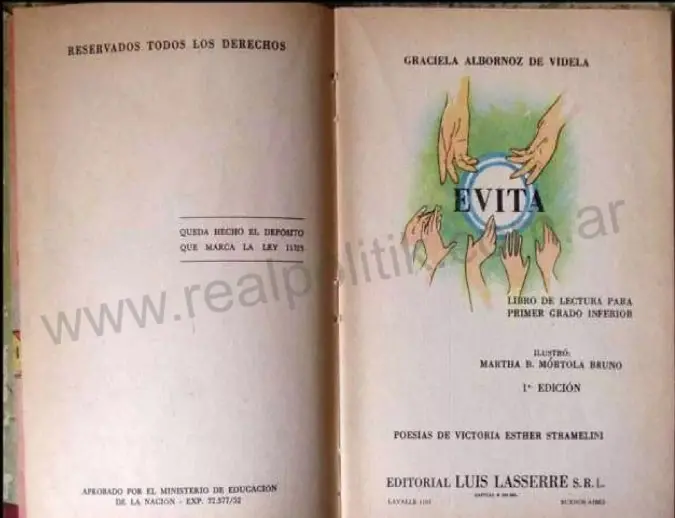 RESERVADOS TODOS LOS DERECHOS
QUEDA HECHO EL DEPÓSITO
QUE MARCA LA LEY 11723
APROBADO POR EL MINISTERIO DE EDUCACIÓN
DE LA NACIÓN - EXP. 77.577/52
GRACIELA ALBORNOZ DE VIDELA
EVITA
LIBRO DE LECTURA PARA
PRIMER GRADO INFERIOR
ILUSTRÓ:
MARTHA B. MÓRTOLA BRUNO
1ª EDICIÓN
POESIAS DE VICTORIA ESTHER STRAMELINI
EDITORIAL LUIS LASSERRE S. R. L.
LAVALLE
BUENOS AIRES
www.realpolitik.com.ar